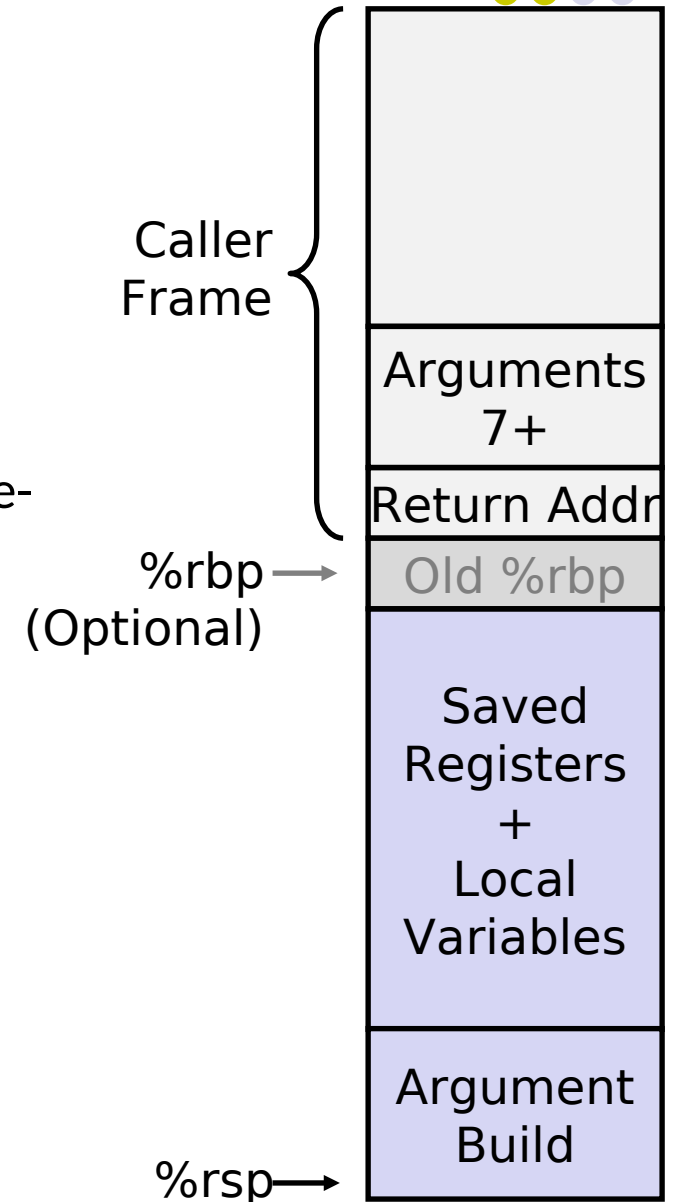 Caller
Frame
Arguments
7+
e-
Return Addr
%rbp
(Optional)
Old %rbp
Saved
Registers
+
Local
Variables
Argument
Build
%rsp